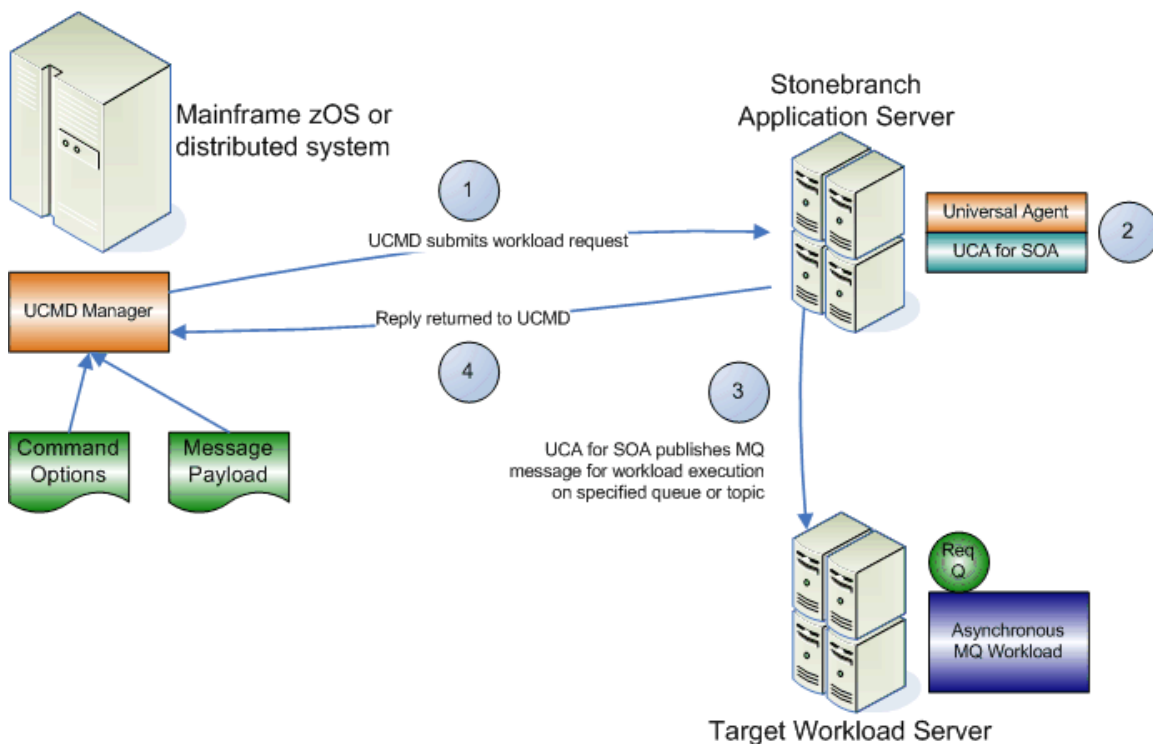 Mainframe zOS or
distributed system
Stonebranch
Application Server
1
UCMD submits workload request
Universal Agent
UCA for SOA
2
UCMD Manager
Reply returned to UCMD
4
3
Command
Options
Message
Payload
UCA for SOA publishes MQ
message for workload execution
on specified queue or topic
Req
Q
Asynchronous
MQ Workload
Target Workload Server